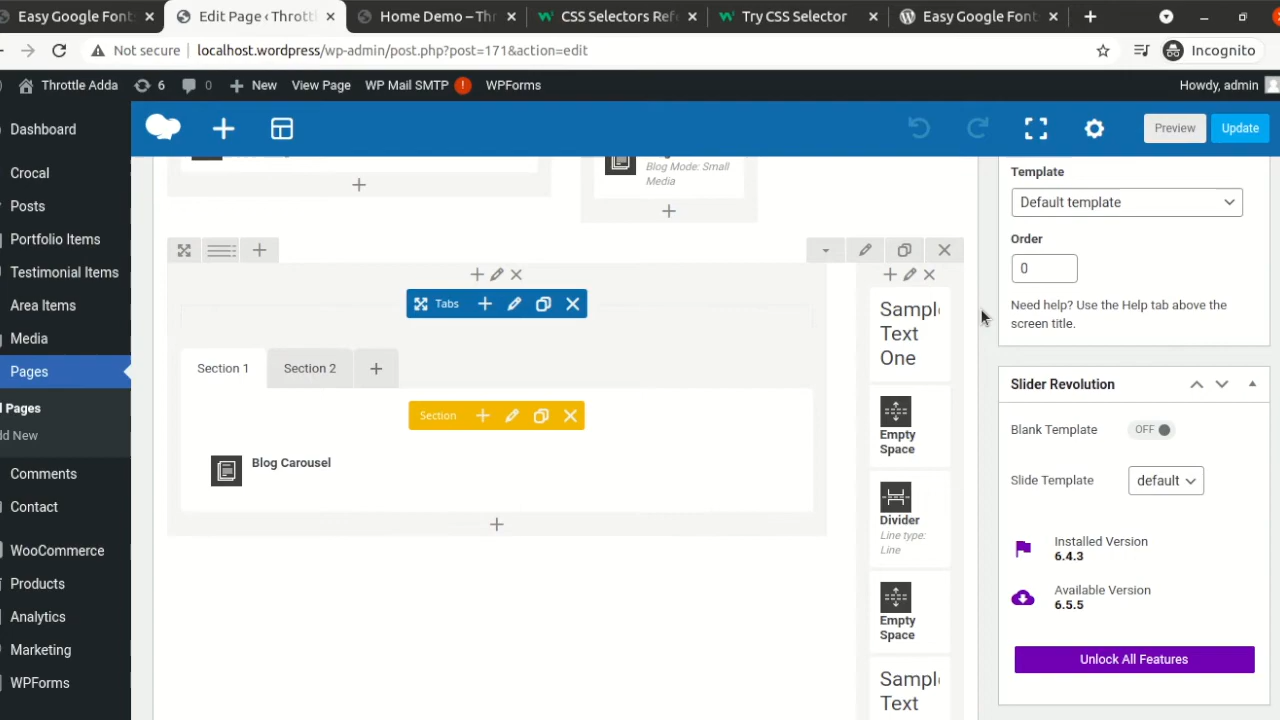 Easy Google Font
Edit Page ‹ Throttl
Home Demo – Thr
CSS Selectors Ref
Try CSS Selector
Easy Google Font
Not secure
localhost.wordpress/wp-admin/post.php?post=171&action=edit
Incognito
Throttle Adda
6
0
New
View Page
WP Mail SMTP
!
WPForms
Howdy, admin
Dashboard
Crocal
Posts
Portfolio Items
Testimonial Items
Area Items
Media
Pages
Pages
dd New
Comments
Contact
WooCommerce
Products
Analytics
Marketing
WPForms
Preview
Update
Blog Mode: Small
Media
Tabs
Section 1
Section 2
Section
Blog Carousel
Sample
Text
One
Empty
Space
Divider
Line type:
Line
Empty
Space
Sample
Text
Template
Default template
Order
0
Need help? Use the Help tab above the
screen title.
Slider Revolution
Blank Template
OFF
Slide Template
default
Installed Version
6.4.3
Available Version
6.5.5
Unlock All Features